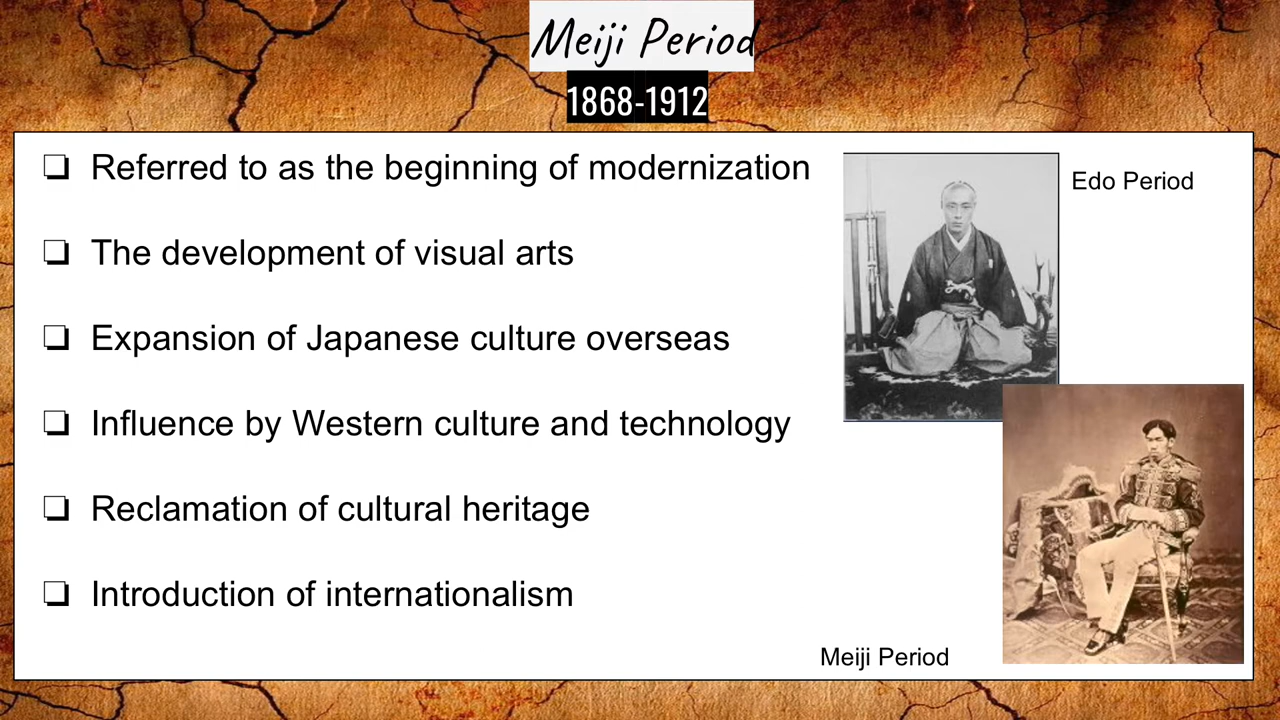 Meiji Period
1868-1912
Referred to as the beginning of modernization
The development of visual arts
Expansion of Japanese culture overseas
Influence by Western culture and technology
Reclamation of cultural heritage
Introduction of internationalism
Edo Period
Meiji Period